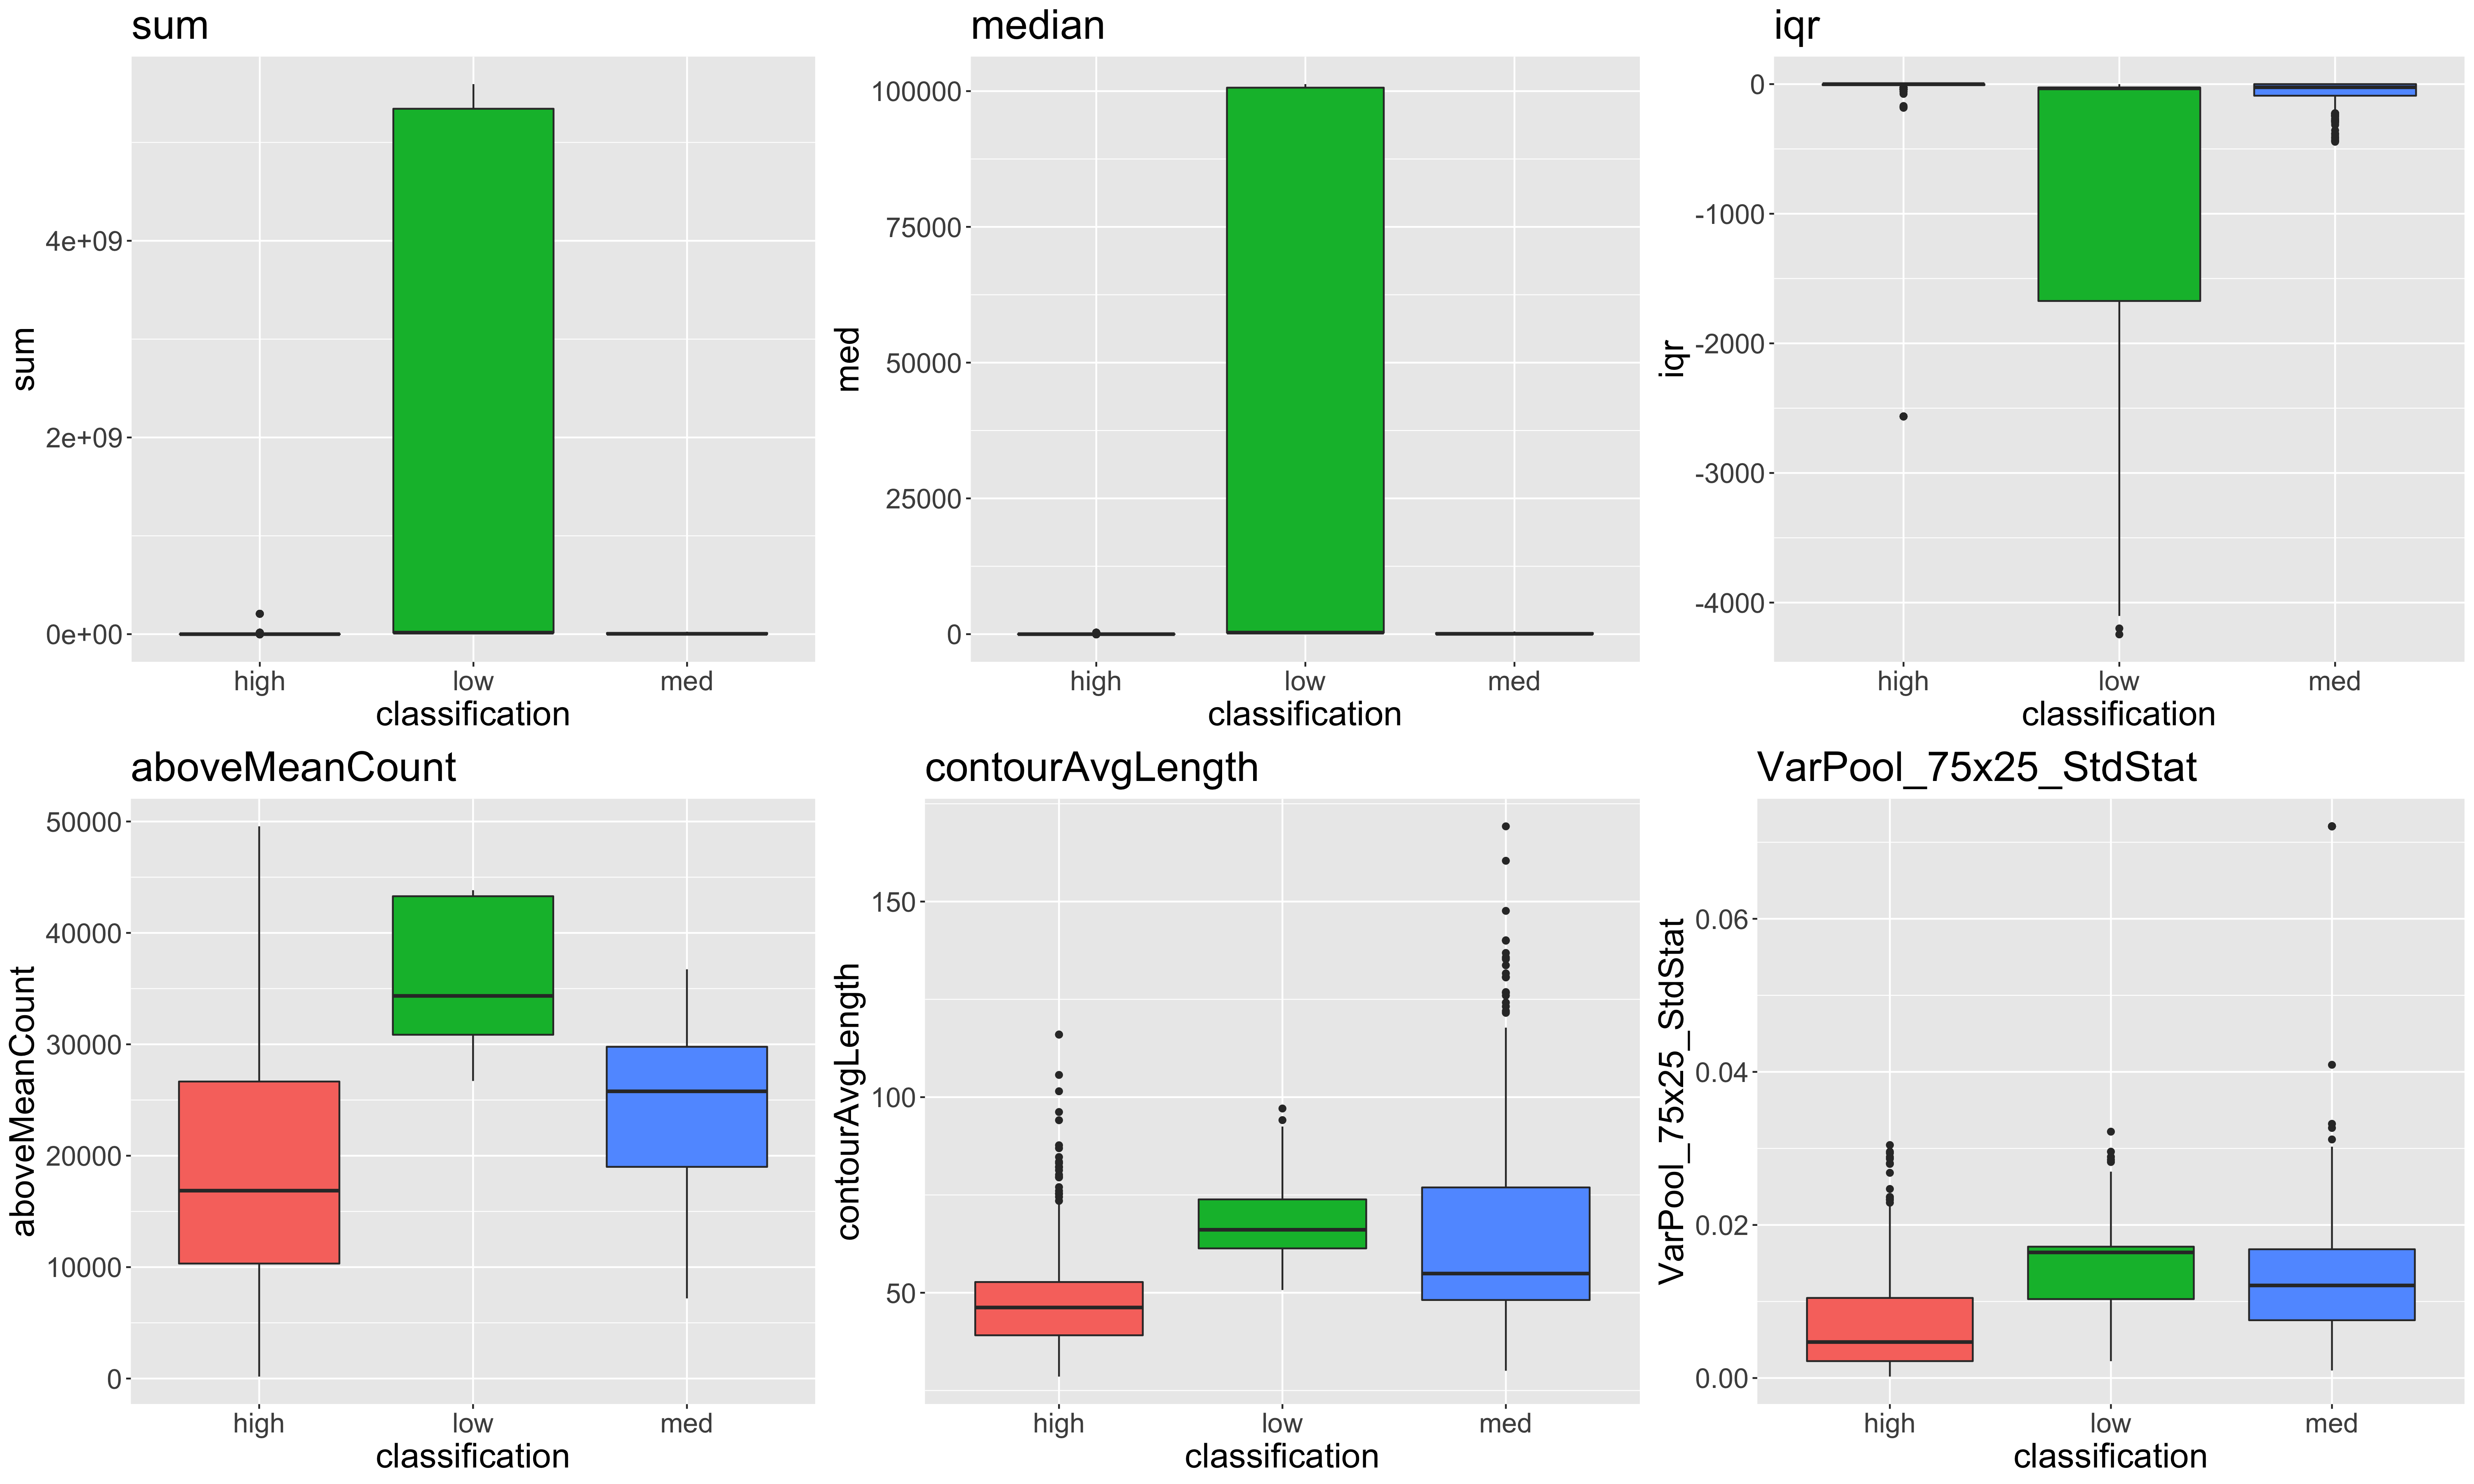 sum
sum
4e+09
2e+09
0e+00
high low med
classification
median
med
100000
75000
50000
25000
0
high low med
classification
iqr
iqr
0
-1000
-2000
-3000
-4000
high low med
classification
aboveMeanCount
aboveMeanCount
50000
40000
30000
20000
10000
0
high low med
classification
contourAvgLength
contourAvgLength
150
100
50
high low med
classification
VarPool_75x25_StdStat
VarPool_75x25_StdStat
0.06
0.04
0.02
0.00
high low med
classification